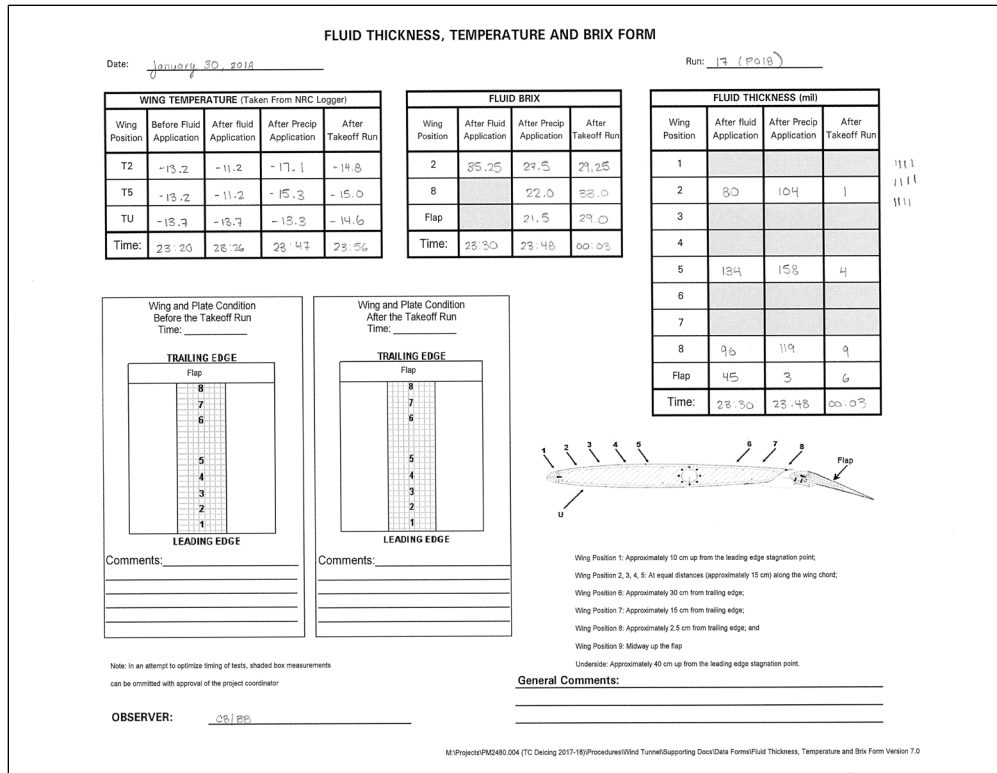 FLUID THICKNESS, TEMPERATURE AND BRIX FORM
Date: January 30, 2018
Run: 17 (P018)
WING TEMPERATURE (Taken From NRC Logger)
Wing Position Before Fluid Application After fluid Application After Precip Application After Takeoff Run
T2 -13.2 -11.2 -17.1 -14.8
T5 -13.2 -11.2 -15.3 -15.0
TU -13.7 -13.7 -13.3 -14.6
Time: 23:20 23:26 23:47 23:56
FLUID BRIX
Wing Position After Fluid Application After Precip Application After Takeoff Run
2 35.25 27.5 29.25
8 22.0 33.0
Flap 21.5 29.0
Time: 23:30 23:48 00:03
FLUID THICKNESS (mil)
Wing Position After fluid Application After Precip Application After Takeoff Run
1
2 80 104 1
3
4
5 134 158 4
6
7
8 96 119 9
Flap 45 3 6
Time: 23:30 23:48 00:03
Wing and Plate Condition
Before the Takeoff Run
Time:
TRAILING EDGE
Flap
8
7
6
5
4
3
2
1
LEADING EDGE
Comments:
Wing and Plate Condition
After the Takeoff Run
Time:
TRAILING EDGE
Flap
8
7
6
5
4
3
2
1
LEADING EDGE
Comments:
1 2 3 4 5 6 7 8 Flap
U
Wing Position 1: Approximately 10 cm up from the leading edge stagnation point;
Wing Position 2, 3, 4, 5: At equal distances (approximately 15 cm) along the wing chord;
Wing Position 6: Approximately 30 cm from trailing edge;
Wing Position 7: Approximately 15 cm from trailing edge;
Wing Position 8: Approximately 2.5 cm from trailing edge; and
Wing Position 9: Midway up the flap
Underside: Approximately 40 cm up from the leading edge stagnation point.
Note: In an attempt to optimize timing of tests, shaded box measurements
can be ommitted with approval of the project coordinator
General Comments:
OBSERVER: CB/BB
M:\Projects\PM2480.004 (TC Deicing 2017-18)\Procedures\Wind Tunnel\Supporting Docs\Data Forms\Fluid Thickness, Temperature and Brix Form Version 7.0